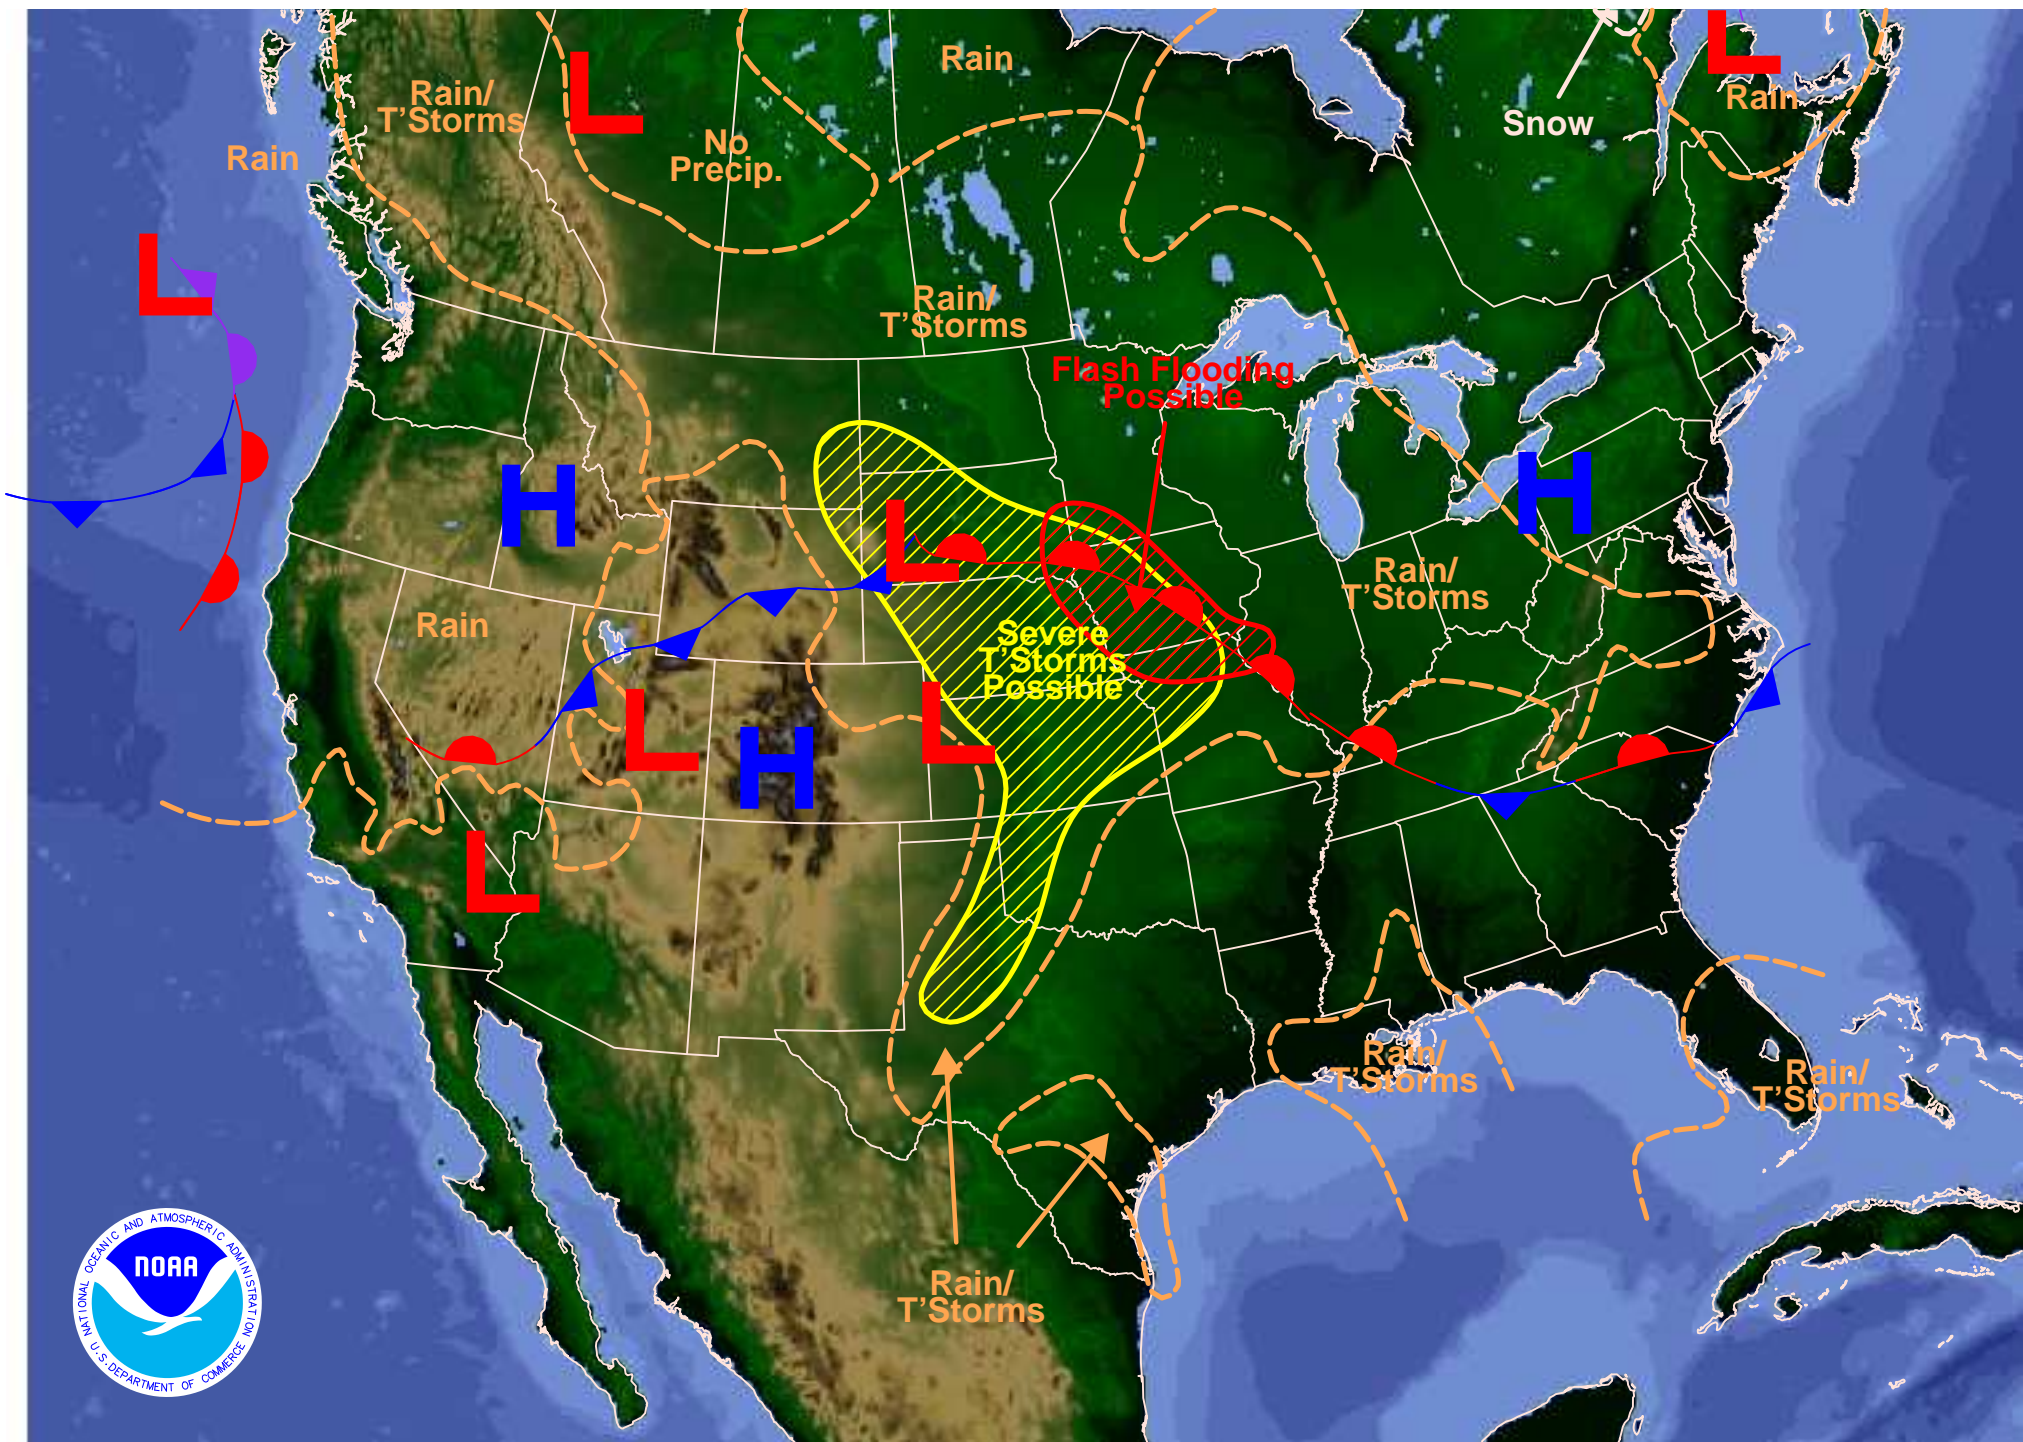 L
Rain
Rain/
T'Storms
L
No
Precip.
Rain
Snow
L
Rain
L
Rain/
T'Storms
Flash Flooding
Possible
H
L
H
Rain/
T'Storms
Rain
Severe
T'Storms
Possible
L
H
L
L
Rain/
T'Storms
Rain/
T'Storms
Rain/
T'Storms
NATIONAL OCEANIC AND ATMOSPHERIC ADMINISTRATION
NOAA
U.S. DEPARTMENT OF COMMERCE